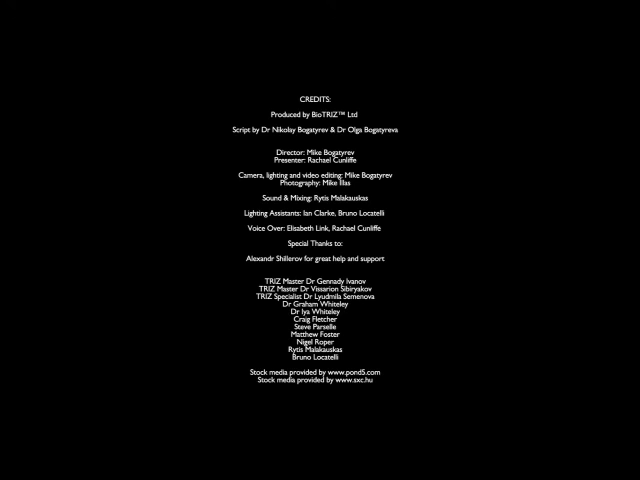 CREDITS:
Produced by BioTRIZ™ Ltd
Script by Dr Nikolay Bogatyrev & Dr Olga Bogatyreva
Director: Mike Bogatyrev
Presenter: Rachael Cunliffe
Camera, lighting and video editing: Mike Bogatyrev
Photography: Mike Illas
Sound & Mixing: Rytis Malakauskas
Lighting Assistants: Ian Clarke, Bruno Locatelli
Voice Over: Elisabeth Link, Rachael Cunliffe
Special Thanks to:
Alexandr Shillerov for great help and support
TRIZ Master Dr Gennady Ivanov
TRIZ Master Dr Vissarion Sibiryakov
TRIZ Specialist Dr Lyudmila Semenova
Dr Graham Whiteley
Dr Iya Whiteley
Craig Fletcher
Steve Parselle
Matthew Foster
Nigel Roper
Rytis Malakauskas
Bruno Locatelli
Stock media provided by www.pond5.com
Stock media provided by www.sxc.hu